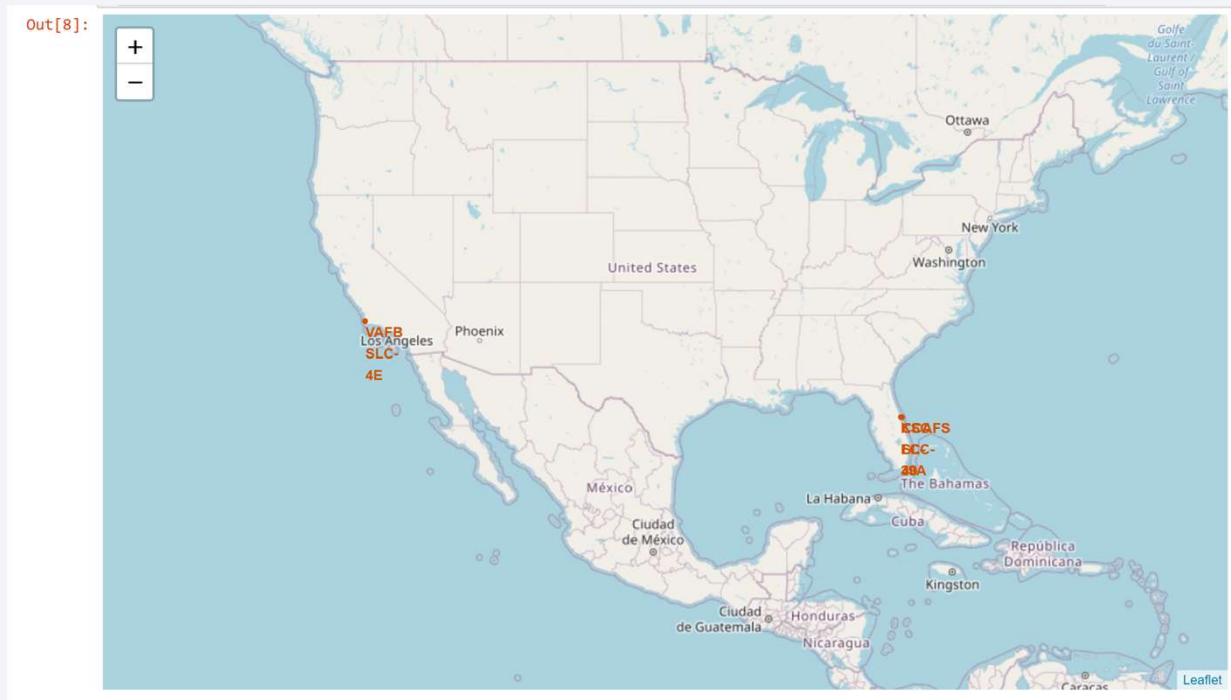 Out[8]:
+
−
Golfe
du Saint-
Laurent /
Gulf of
Saint
Lawrence
Ottawa
New York
Washington
United States
Phoenix
VAFB
Los Angeles
SLC-
4E
The Bahamas
México
La Habana
Cuba
Ciudad
de México
República
Dominicana
Kingston
Ciudad
de Guatemala
Honduras
Nicaragua
Caracas
Leaflet